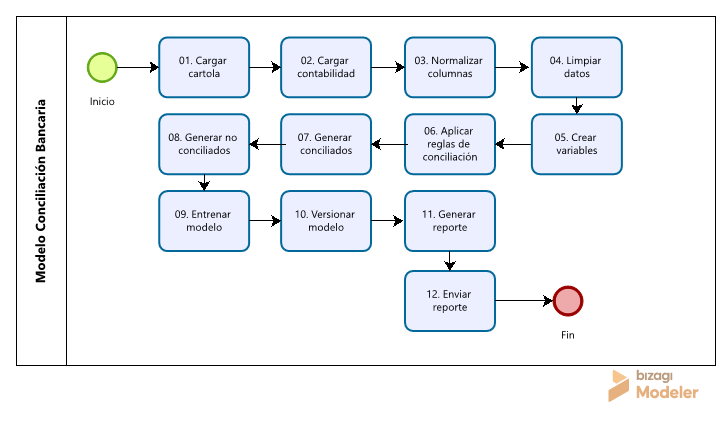 Modelo Conciliación Bancaria
Inicio
01. Cargar
cartola
02. Cargar
contabilidad
03. Normalizar
columnas
04. Limpiar
datos
05. Crear
variables
06. Aplicar
reglas de
conciliación
07. Generar
conciliados
08. Generar no
conciliados
09. Entrenar
modelo
10. Versionar
modelo
11. Generar
reporte
12. Enviar
reporte
Fin
bizagi
Modeler